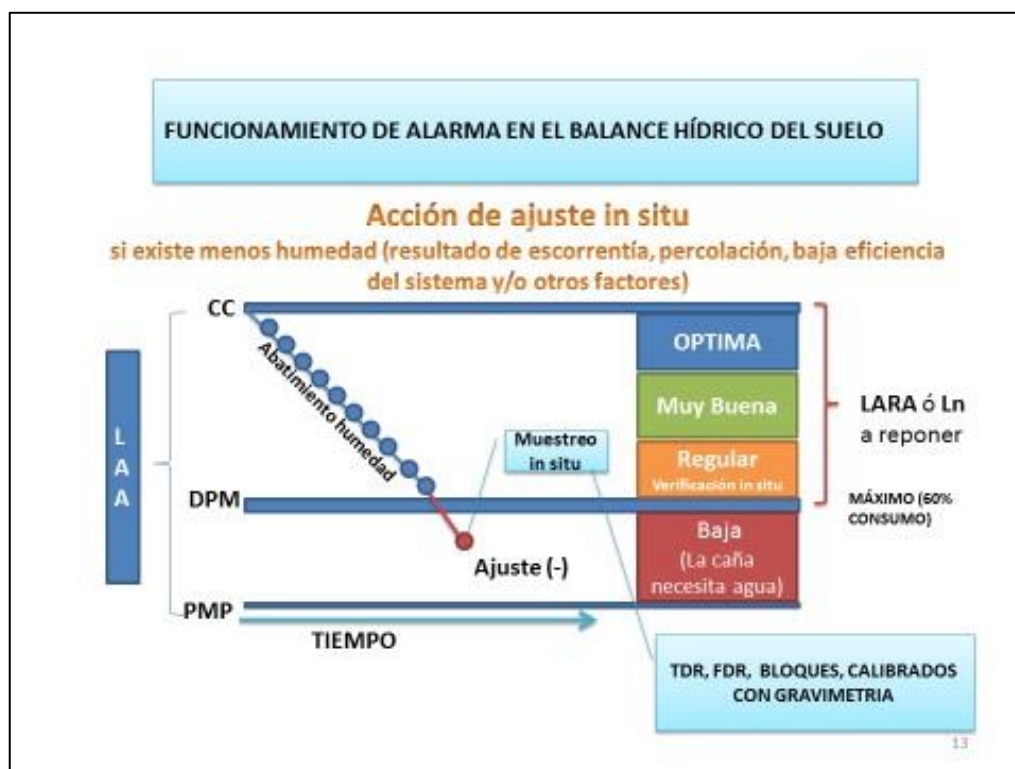 FUNCIONAMIENTO DE ALARMA EN EL BALANCE HÍDRICO DEL SUELO
Acción de ajuste in situ
si existe menos humedad (resultado de escorrentía, percolación, baja eficiencia
del sistema y/o otros factores)
CC
L
A
A
DPM
PMP
Abatimiento humedad
Muestreo
in situ
Ajuste (-)
TIEMPO
OPTIMA
Muy Buena
Regular
Verificación in situ
Baja
(La caña
necesita agua)
LARA ó Ln
a reponer
MÁXIMO (60%
CONSUMO)
TDR, FDR, BLOQUES, CALIBRADOS
CON GRAVIMETRIA
13